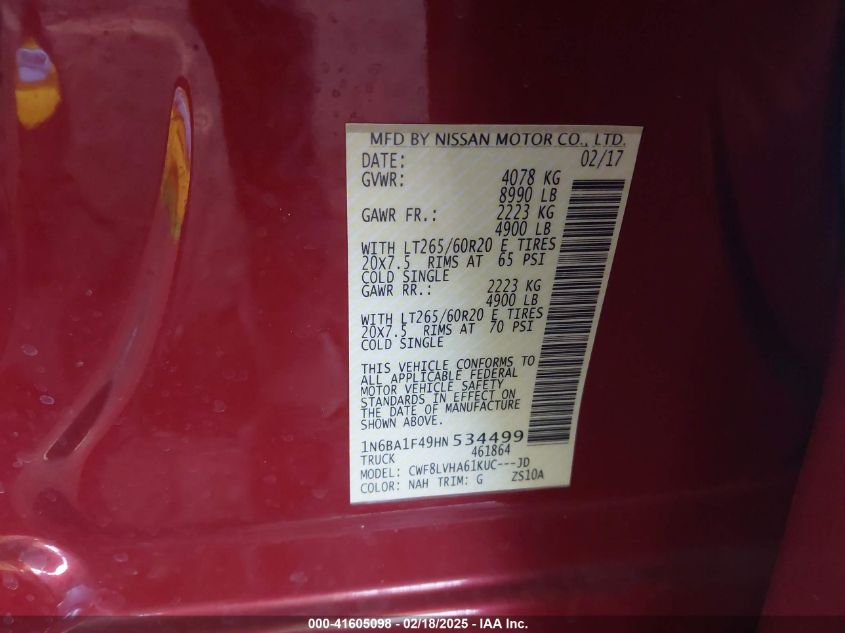 MFD BY NISSAN MOTOR CO., LTD.
DATE: 02/17
GVWR: 4078 KG
8990 LB
GAWR FR.: 2223 KG
4900 LB
WITH LT265/60R20 E TIRES
20X7.5 RIMS AT 65 PSI
COLD SINGLE
GAWR RR.: 2223 KG
4900 LB
WITH LT265/60R20 E TIRES
20X7.5 RIMS AT 70 PSI
COLD SINGLE
THIS VEHICLE CONFORMS TO
ALL APPLICABLE FEDERAL
MOTOR VEHICLE SAFETY
STANDARDS IN EFFECT ON
THE DATE OF MANUFACTURE
SHOWN ABOVE.
1N6BA1F49HN534499
TRUCK 461864
MODEL: CWF8LVHA61KUC---JD
COLOR: NAH TRIM: G ZS10A
000-41605098 - 02/18/2025 - IAA Inc.